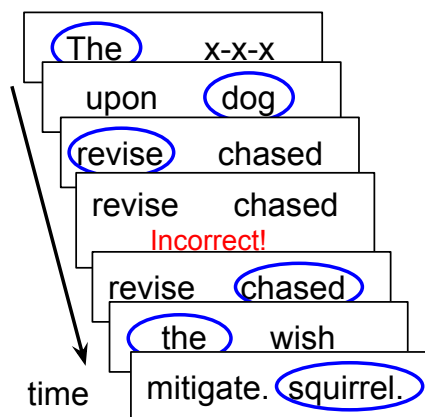 The x-x-x
upon dog
revise chased
revise chased
Incorrect!
revise chased
the wish
mitigate. squirrel.
time